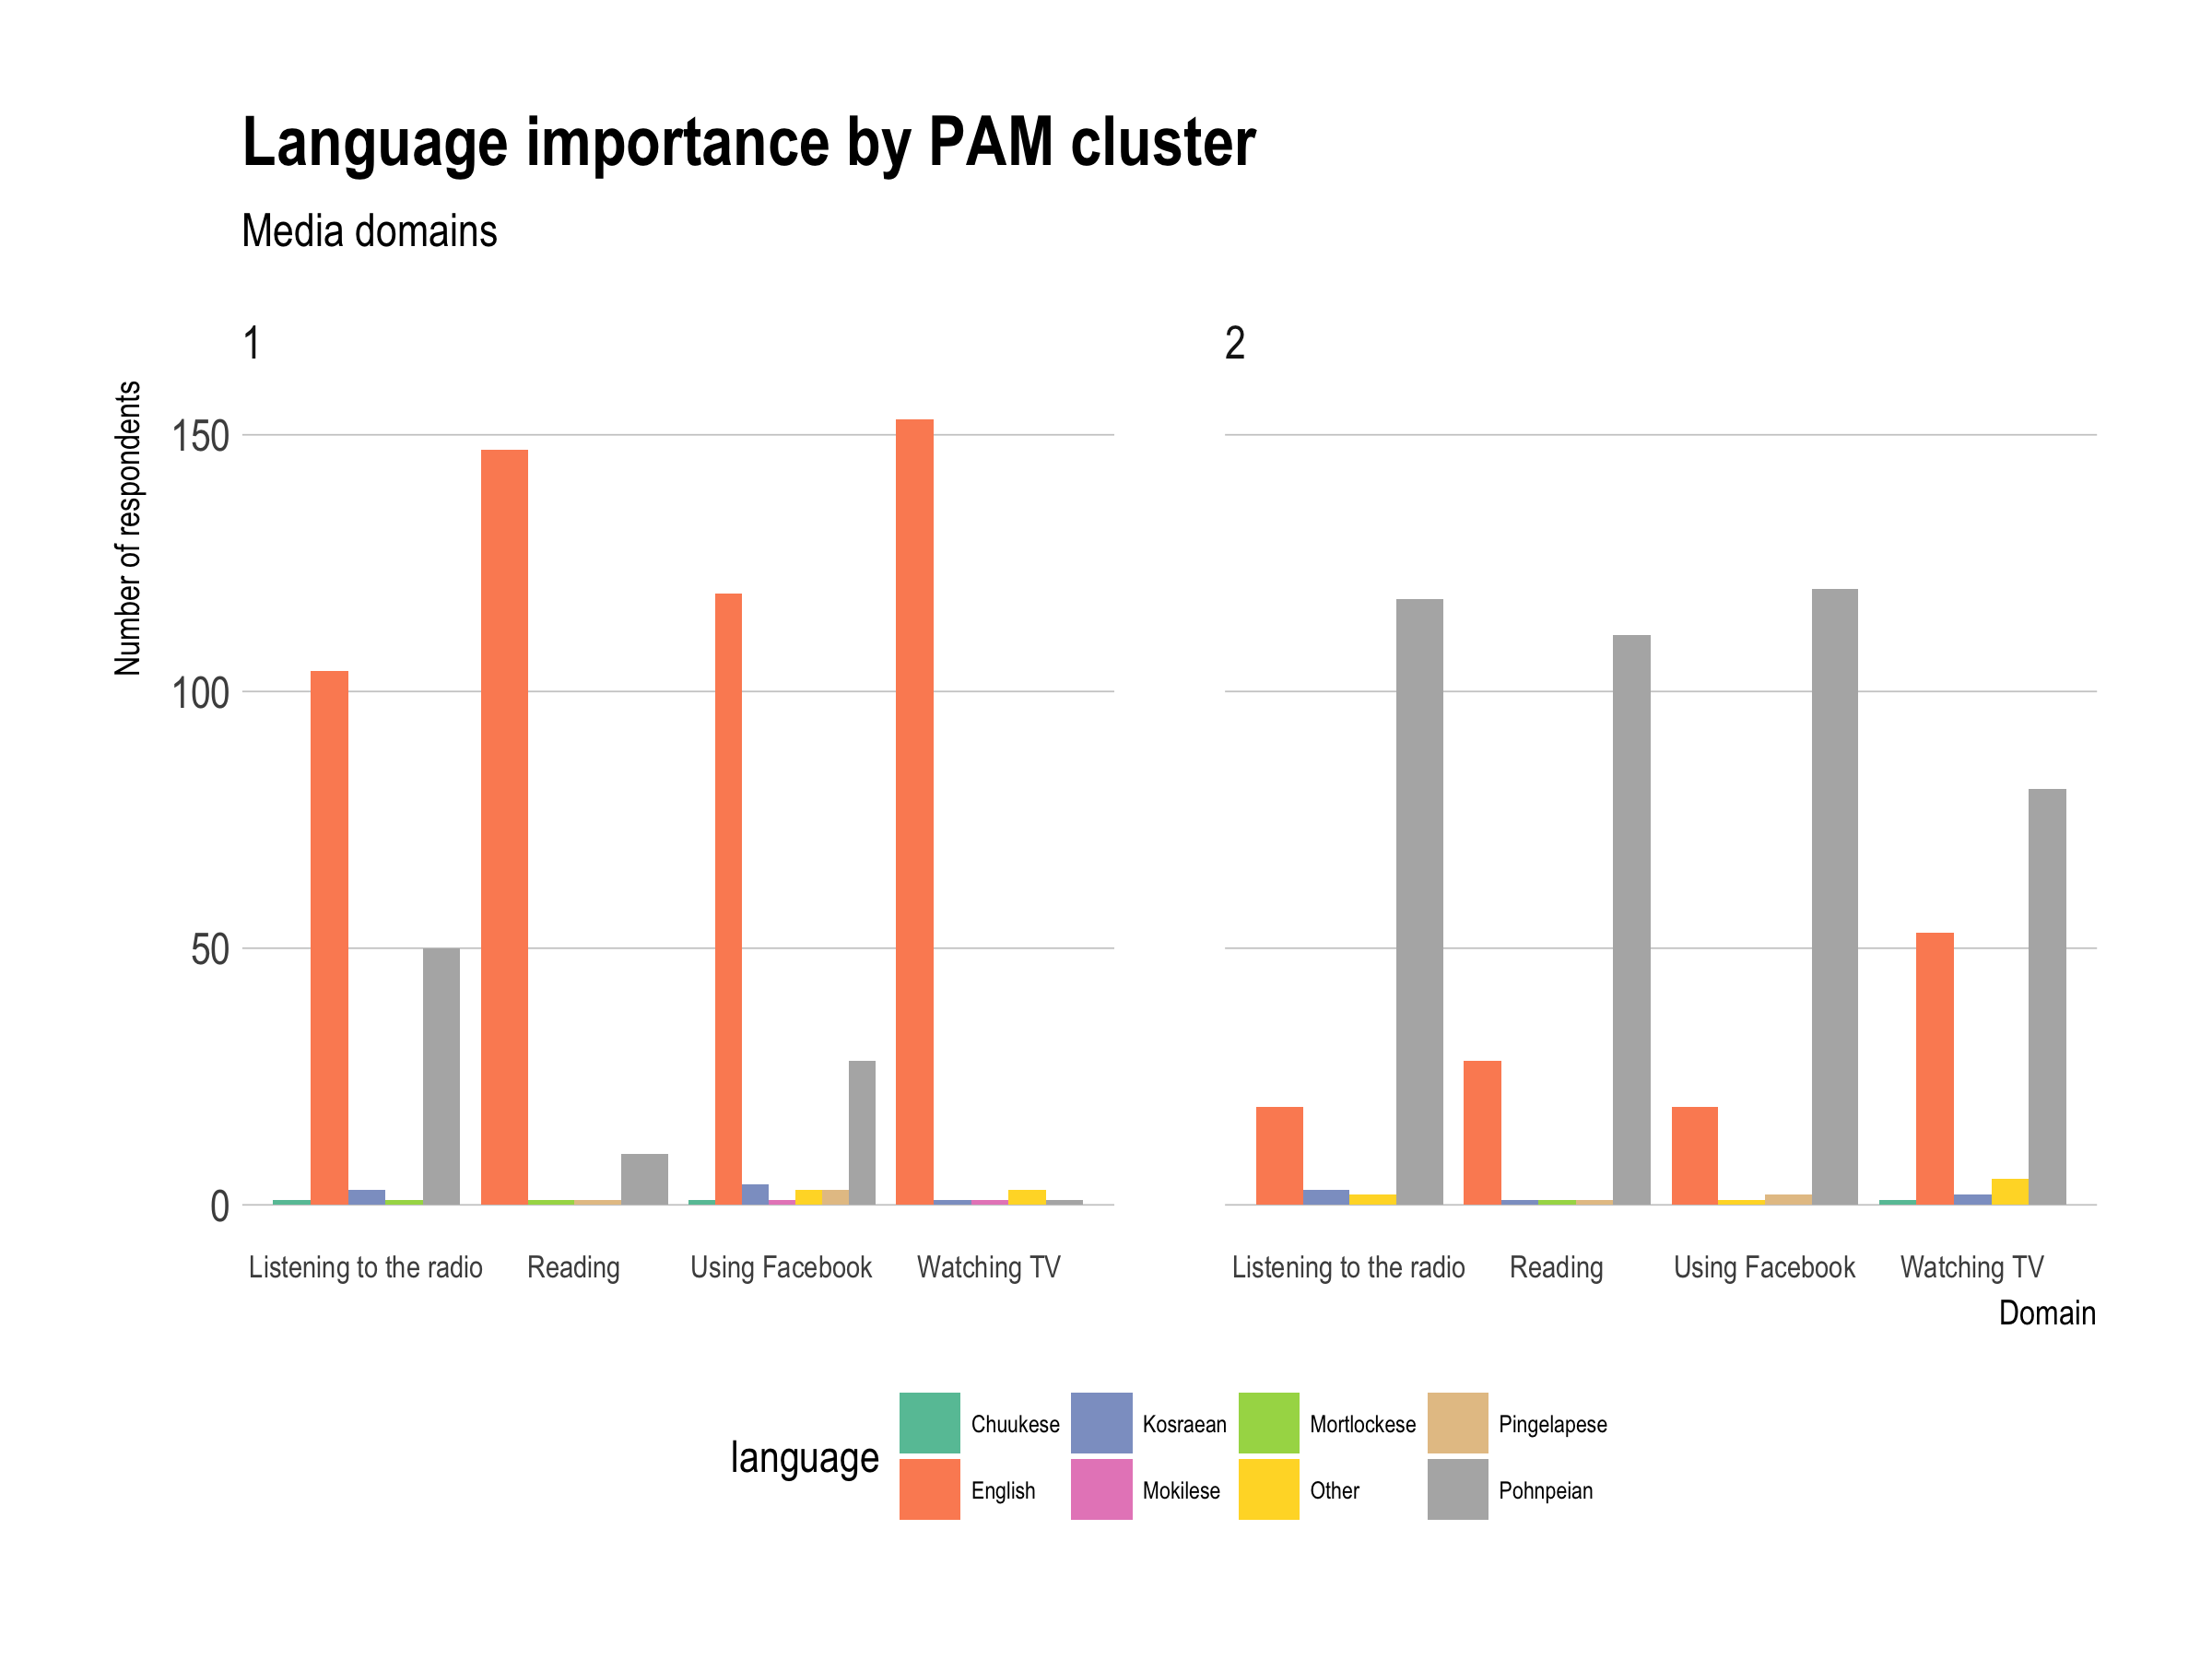 Language importance by PAM cluster
Media domains
1
2
Number of respondents
150
100
50
0
Listening to the radio
Reading
Using Facebook
Watching TV
Listening to the radio
Reading
Using Facebook
Watching TV
Domain
language
Chuukese
Kosraean
Mortlockese
Pingelapese
English
Mokilese
Other
Pohnpeian